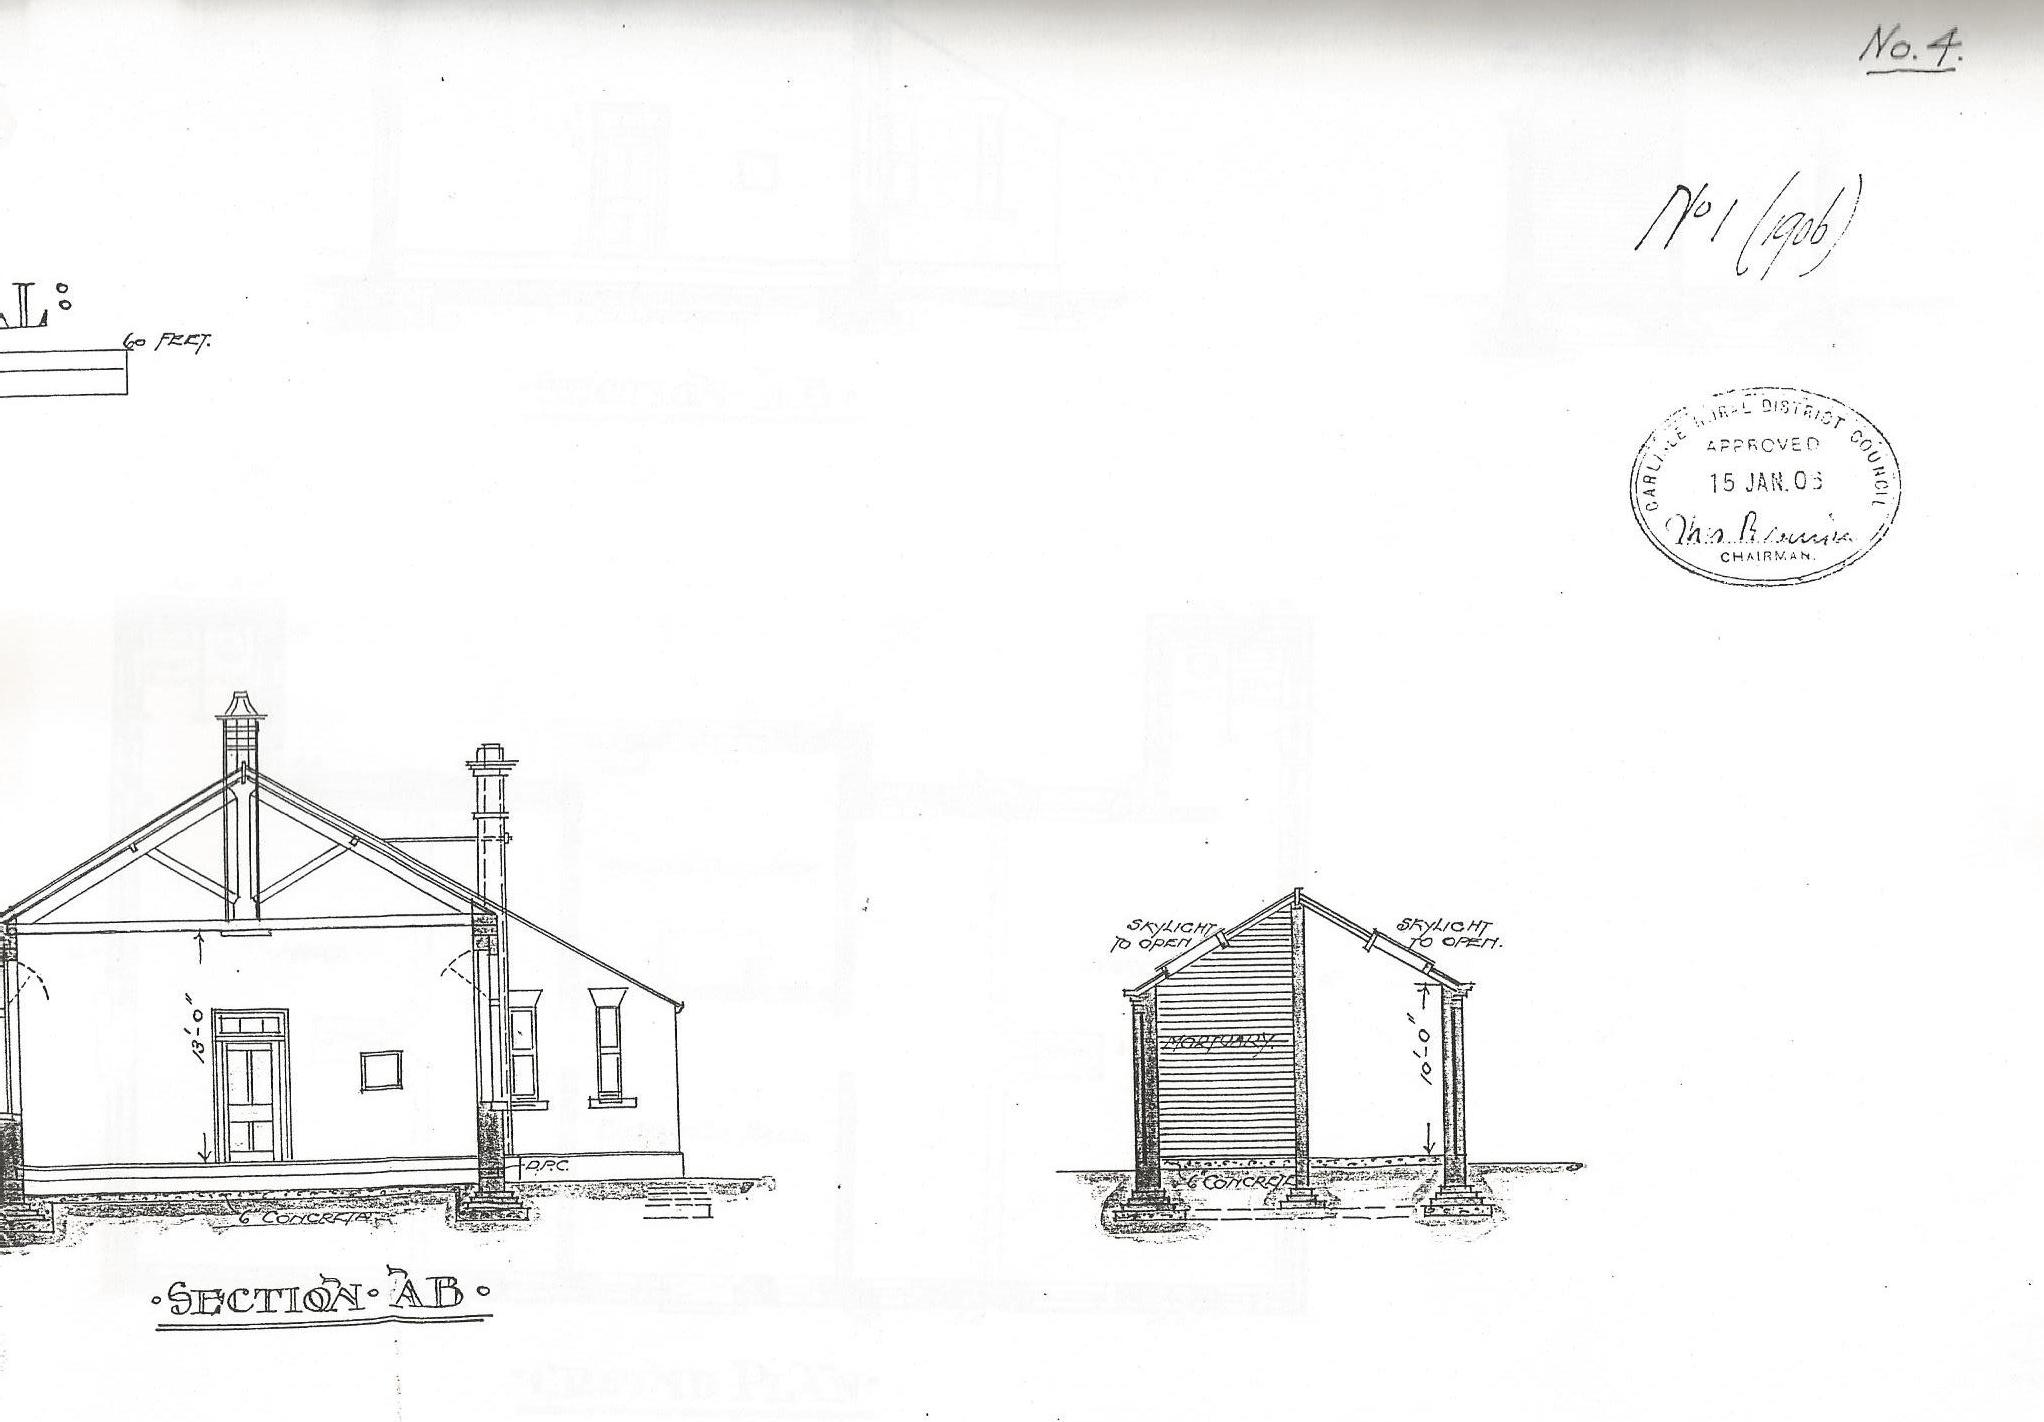 No. 4.
No 1 (1906)
AL:
60 FEET.
CARLISLE RURAL DISTRICT COUNCIL
APPROVED
15 JAN. 06
CHAIRMAN.
SKYLIGHT
TO OPEN
SKYLIGHT
TO OPEN.
13'-0"
MORTUARY.
10'-0"
D.P.C.
6 CONCRETE
6 CONCRETE
·SECTION·AB·